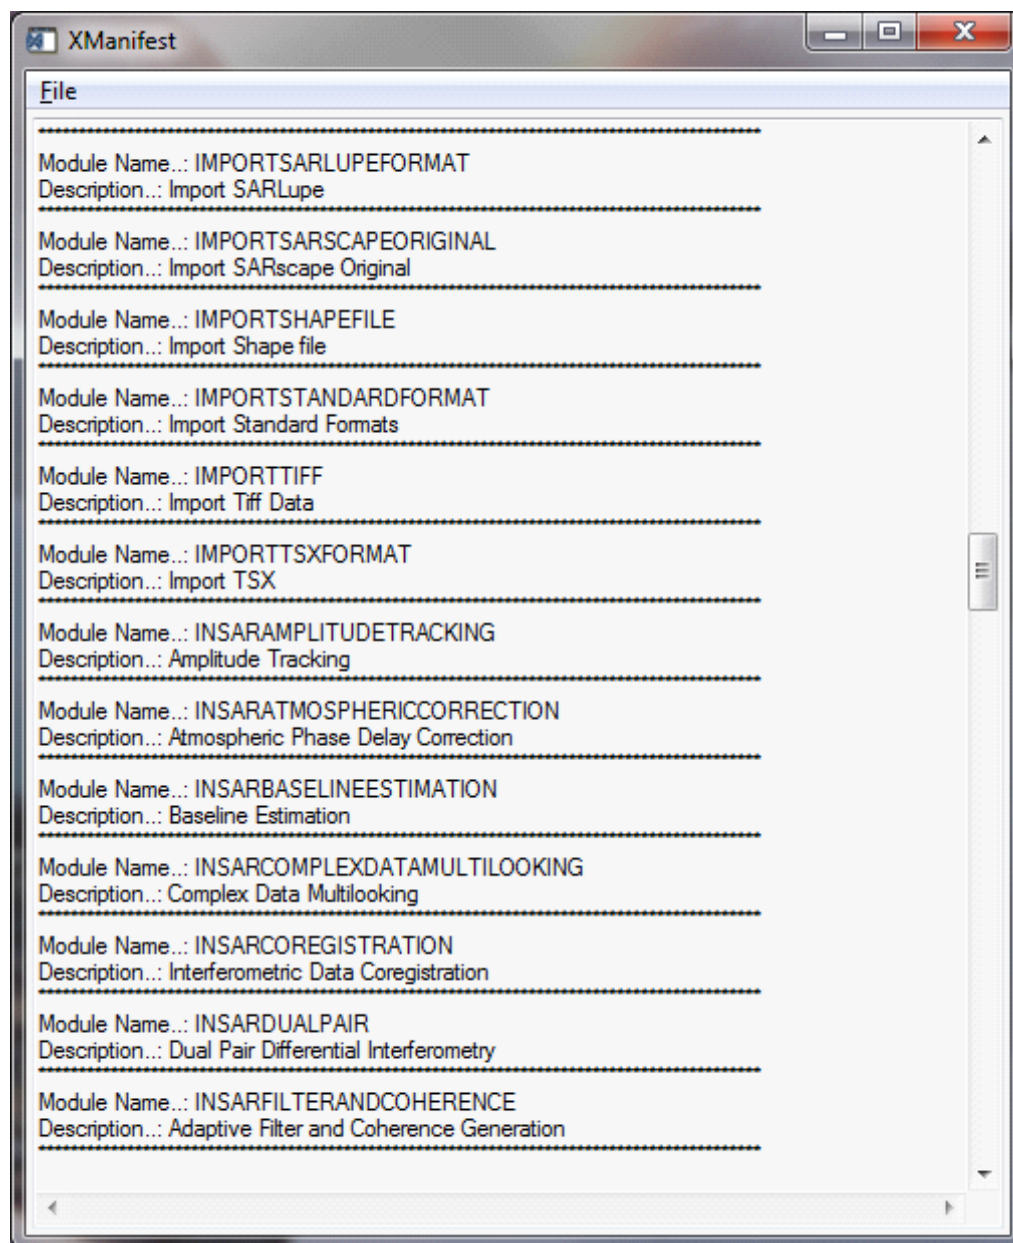 XManifest
File
********************************************************************************
Module Name..: IMPORTSARLUPEFORMAT
Description..: Import SARLupe
********************************************************************************
Module Name..: IMPORTSARSCAPEORIGINAL
Description..: Import SARscape Original
********************************************************************************
Module Name..: IMPORTSHAPEFILE
Description..: Import Shape file
********************************************************************************
Module Name..: IMPORTSTANDARDFORMAT
Description..: Import Standard Formats
********************************************************************************
Module Name..: IMPORTTIFF
Description..: Import Tiff Data
********************************************************************************
Module Name..: IMPORTTSXFORMAT
Description..: Import TSX
********************************************************************************
Module Name..: INSARAMPLITUDETRACKING
Description..: Amplitude Tracking
********************************************************************************
Module Name..: INSARATMOSPHERICCORRECTION
Description..: Atmospheric Phase Delay Correction
********************************************************************************
Module Name..: INSARBASELINEESTIMATION
Description..: Baseline Estimation
********************************************************************************
Module Name..: INSARCOMPLEXDATAMULTILOOKING
Description..: Complex Data Multilooking
********************************************************************************
Module Name..: INSARCOREGISTRATION
Description..: Interferometric Data Coregistration
********************************************************************************
Module Name..: INSARDUALPAIR
Description..: Dual Pair Differential Interferometry
********************************************************************************
Module Name..: INSARFILTERANDCOHERENCE
Description..: Adaptive Filter and Coherence Generation
********************************************************************************